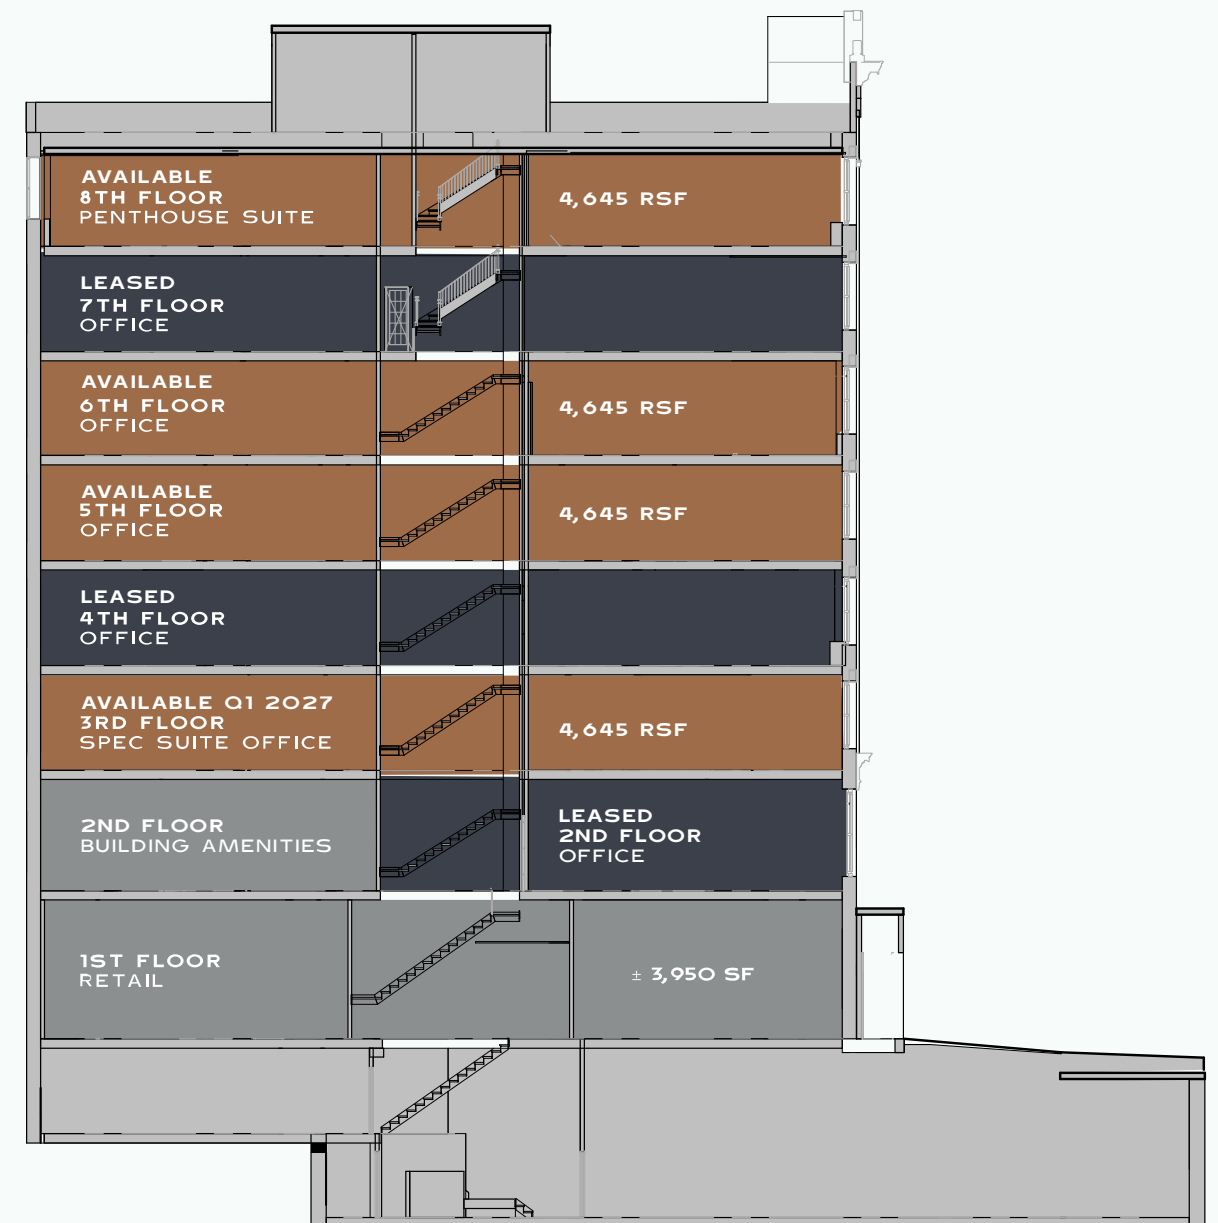 AVAILABLE
8TH FLOOR
PENTHOUSE SUITE
4,645 RSF
LEASED
7TH FLOOR
OFFICE
AVAILABLE
6TH FLOOR
OFFICE
4,645 RSF
AVAILABLE
5TH FLOOR
OFFICE
4,645 RSF
LEASED
4TH FLOOR
OFFICE
AVAILABLE Q1 2027
3RD FLOOR
SPEC SUITE OFFICE
4,645 RSF
2ND FLOOR
BUILDING AMENITIES
LEASED
2ND FLOOR
OFFICE
1ST FLOOR
RETAIL
± 3,950 SF